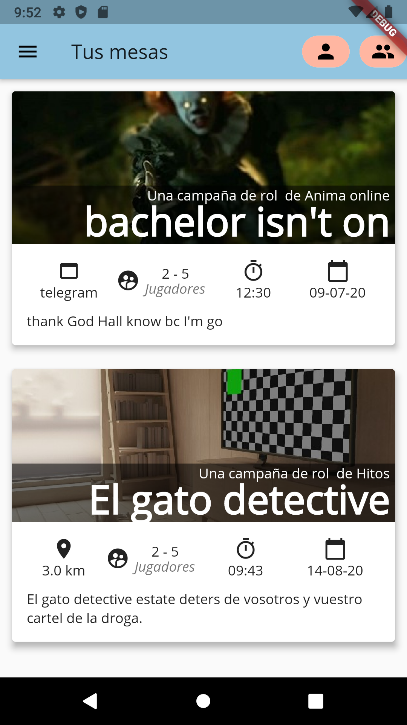 9:52
DEBUG
Tus mesas
Una campaña de rol  de Anima online
bachelor isn't on
telegram
2 - 5
Jugadores
12:30
09-07-20
thank God Hall know bc I'm go
Una campaña de rol  de Hitos
El gato detective
3.0 km
2 - 5
Jugadores
09:43
14-08-20
El gato detective estate deters de vosotros y vuestro
cartel de la droga.